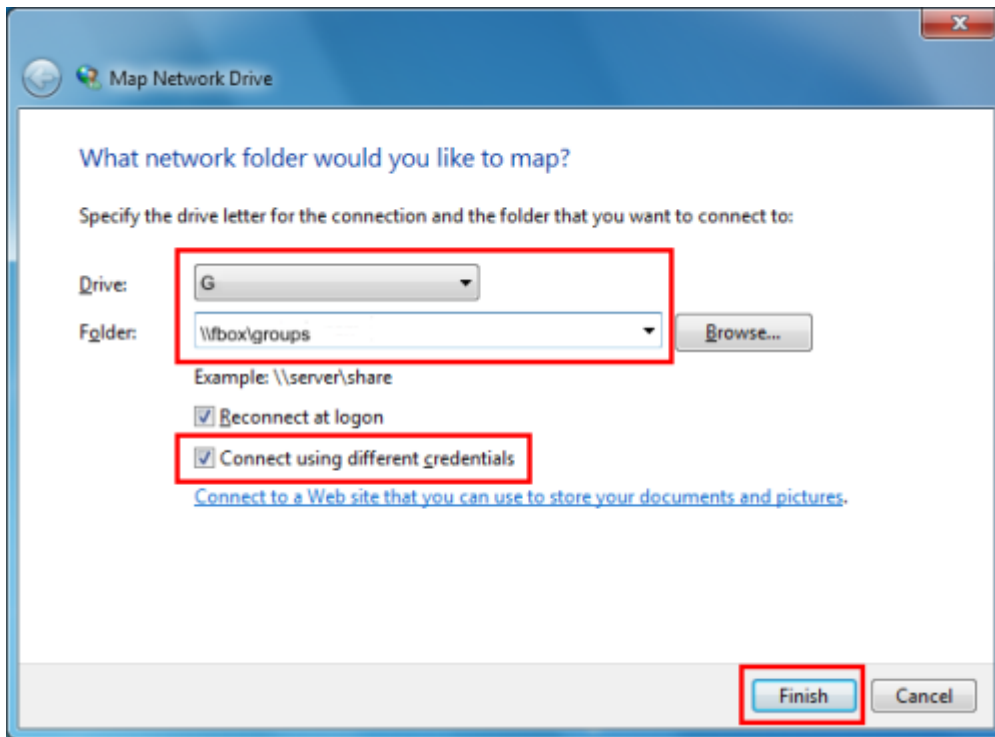 Map Network Drive
What network folder would you like to map?
Specify the drive letter for the connection and the folder that you want to connect to:
Drive: G
Folder: \\fbox\groups Browse...
Example: \\server\share
Reconnect at logon
Connect using different credentials
Connect to a Web site that you can use to store your documents and pictures.
Finish Cancel